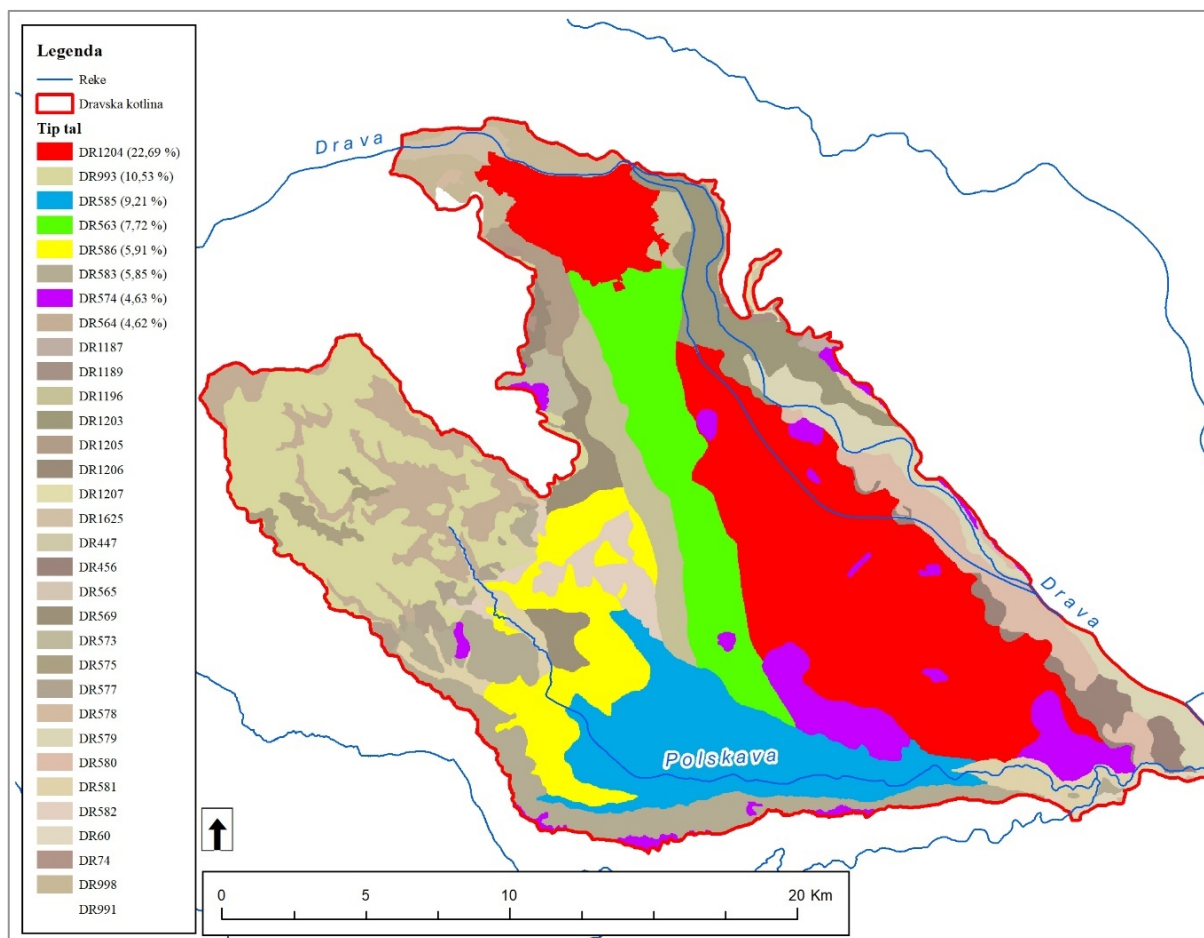 Legenda
Reke
Dravska kotlina
Tip tal
DR1204 (22,69 %)
DR993 (10,53 %)
DR585 (9,21 %)
DR563 (7,72 %)
DR586 (5,91 %)
DR583 (5,85 %)
DR574 (4,63 %)
DR564 (4,62 %)
DR1187
DR1189
DR1196
DR1203
DR1205
DR1206
DR1207
DR1625
DR447
DR456
DR565
DR569
DR573
DR575
DR577
DR578
DR579
DR580
DR581
DR582
DR60
DR74
DR998
DR991
Drava
Drava
Polskava
0 5 10 20 Km